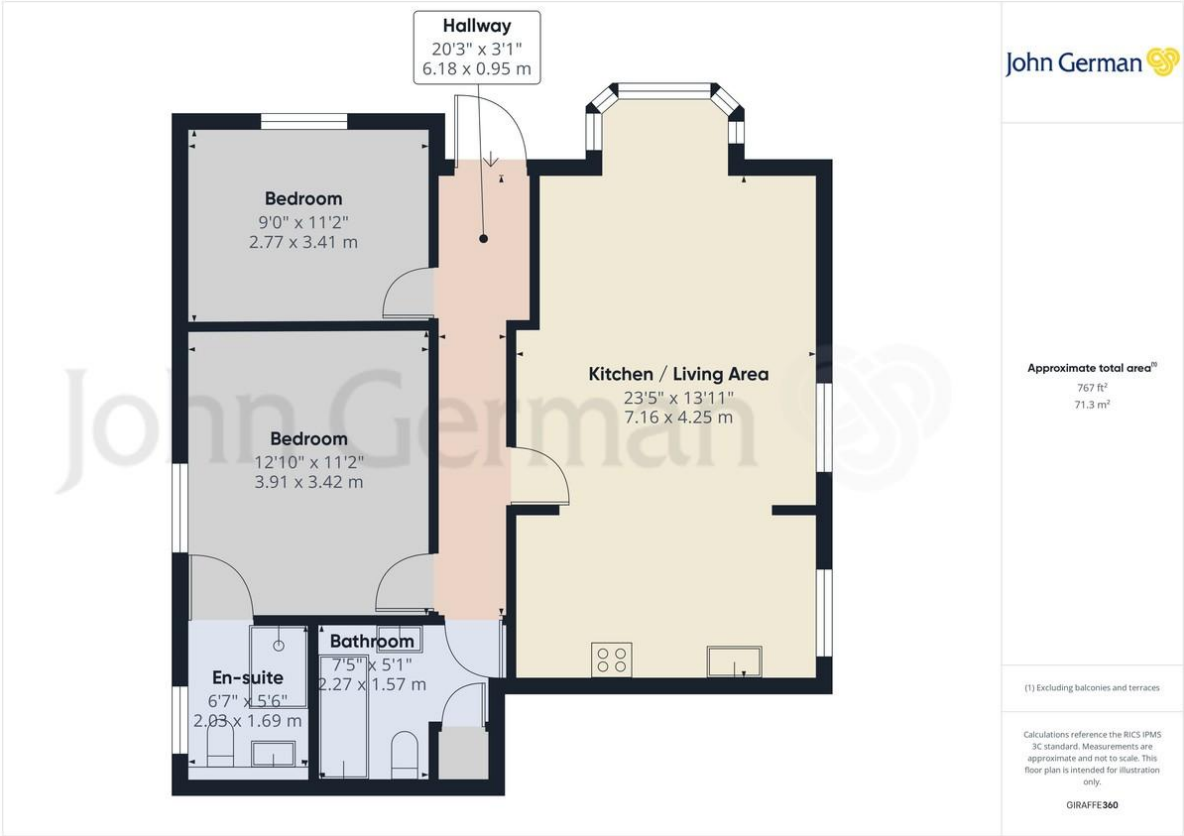 Hallway
20'3" x 3'1"
6.18 x 0.95 m
John German
Bedroom
9'0" x 11'2"
2.77 x 3.41 m
Kitchen / Living Area
23'5" x 13'11"
7.16 x 4.25 m
Approximate total area⁽¹⁾
767 ft²
71.3 m²
John German
Bedroom
12'10" x 11'2"
3.91 x 3.42 m
Bathroom
7'5" x 5'1"
2.27 x 1.57 m
En-suite
6'7" x 5'6"
2.03 x 1.69 m
(1) Excluding balconies and terraces
Calculations reference the RICS IPMS
3C standard. Measurements are
approximate and not to scale. This
floor plan is intended for illustration
only.
GIRAFFE360